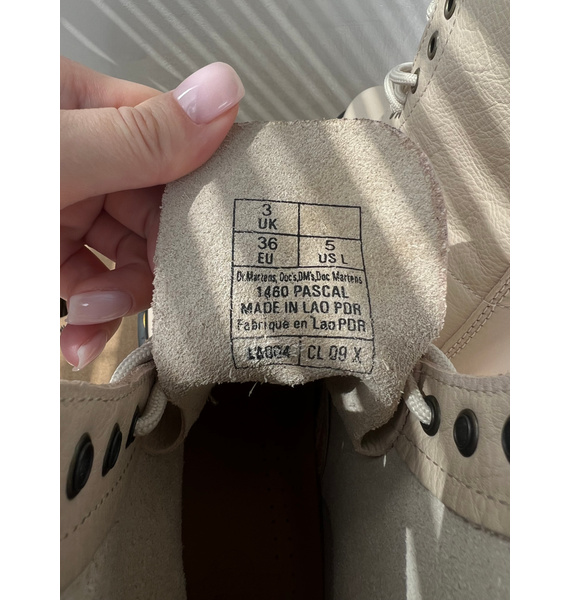 3
UK
36 5
EU US L
Dr.Martens, Doc's,DM's,Doc Martens
1460 PASCAL
MADE IN LAO PDR
Fabriqué en Lao PDR
LA004 CL 09 X